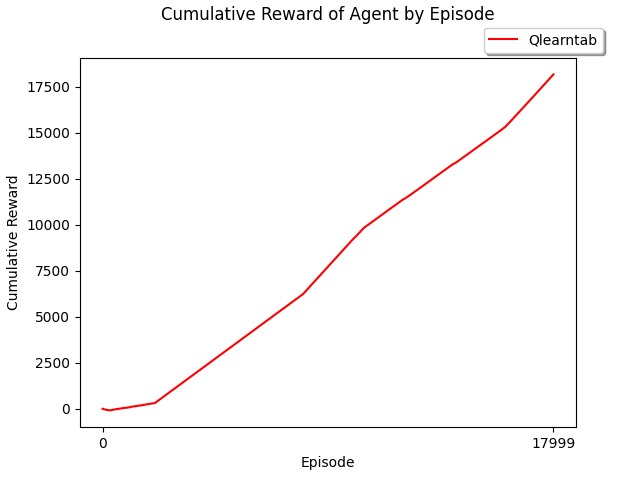 Cumulative Reward of Agent by Episode
Qlearntab
17500
15000
12500
10000
7500
5000
2500
0
Cumulative Reward
0
17999
Episode